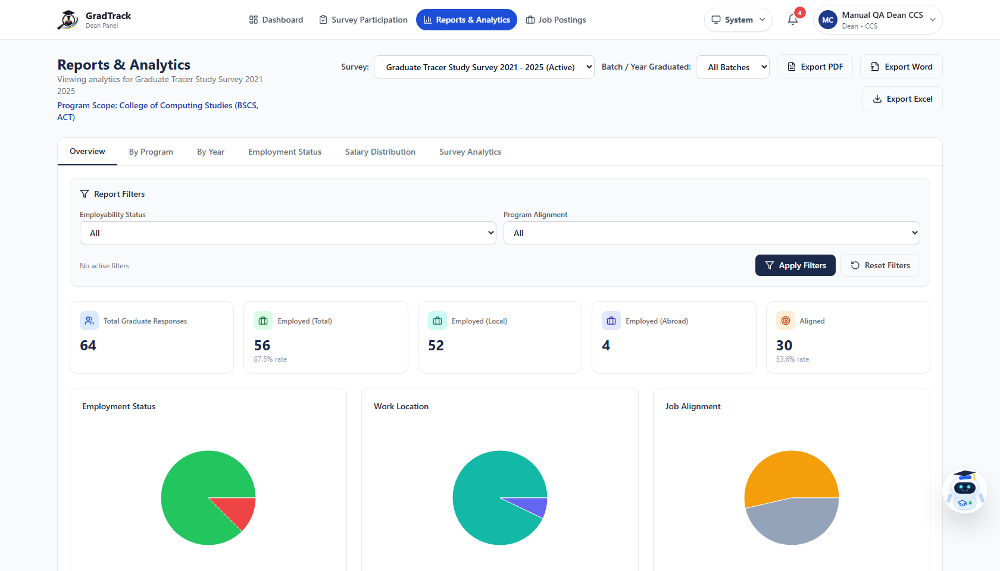 GradTrack
Dean Panel
Dashboard
Survey Participation
Reports & Analytics
Job Postings
System
4
MC
Manual QA Dean CCS
Dean - CCS
Reports & Analytics
Viewing analytics for Graduate Tracer Study Survey 2021 -
2025
Program Scope: College of Computing Studies (BSCS,
ACT)
Survey:
Graduate Tracer Study Survey 2021 - 2025 (Active)
Batch / Year Graduated:
All Batches
Export PDF
Export Word
Export Excel
Overview
By Program
By Year
Employment Status
Salary Distribution
Survey Analytics
Report Filters
Employability Status
Program Alignment
All
All
No active filters
Apply Filters
Reset Filters
Total Graduate Responses
64
Employed (Total)
56
87.5% rate
Employed (Local)
52
Employed (Abroad)
4
Aligned
30
53.6% rate
Employment Status
Work Location
Job Alignment